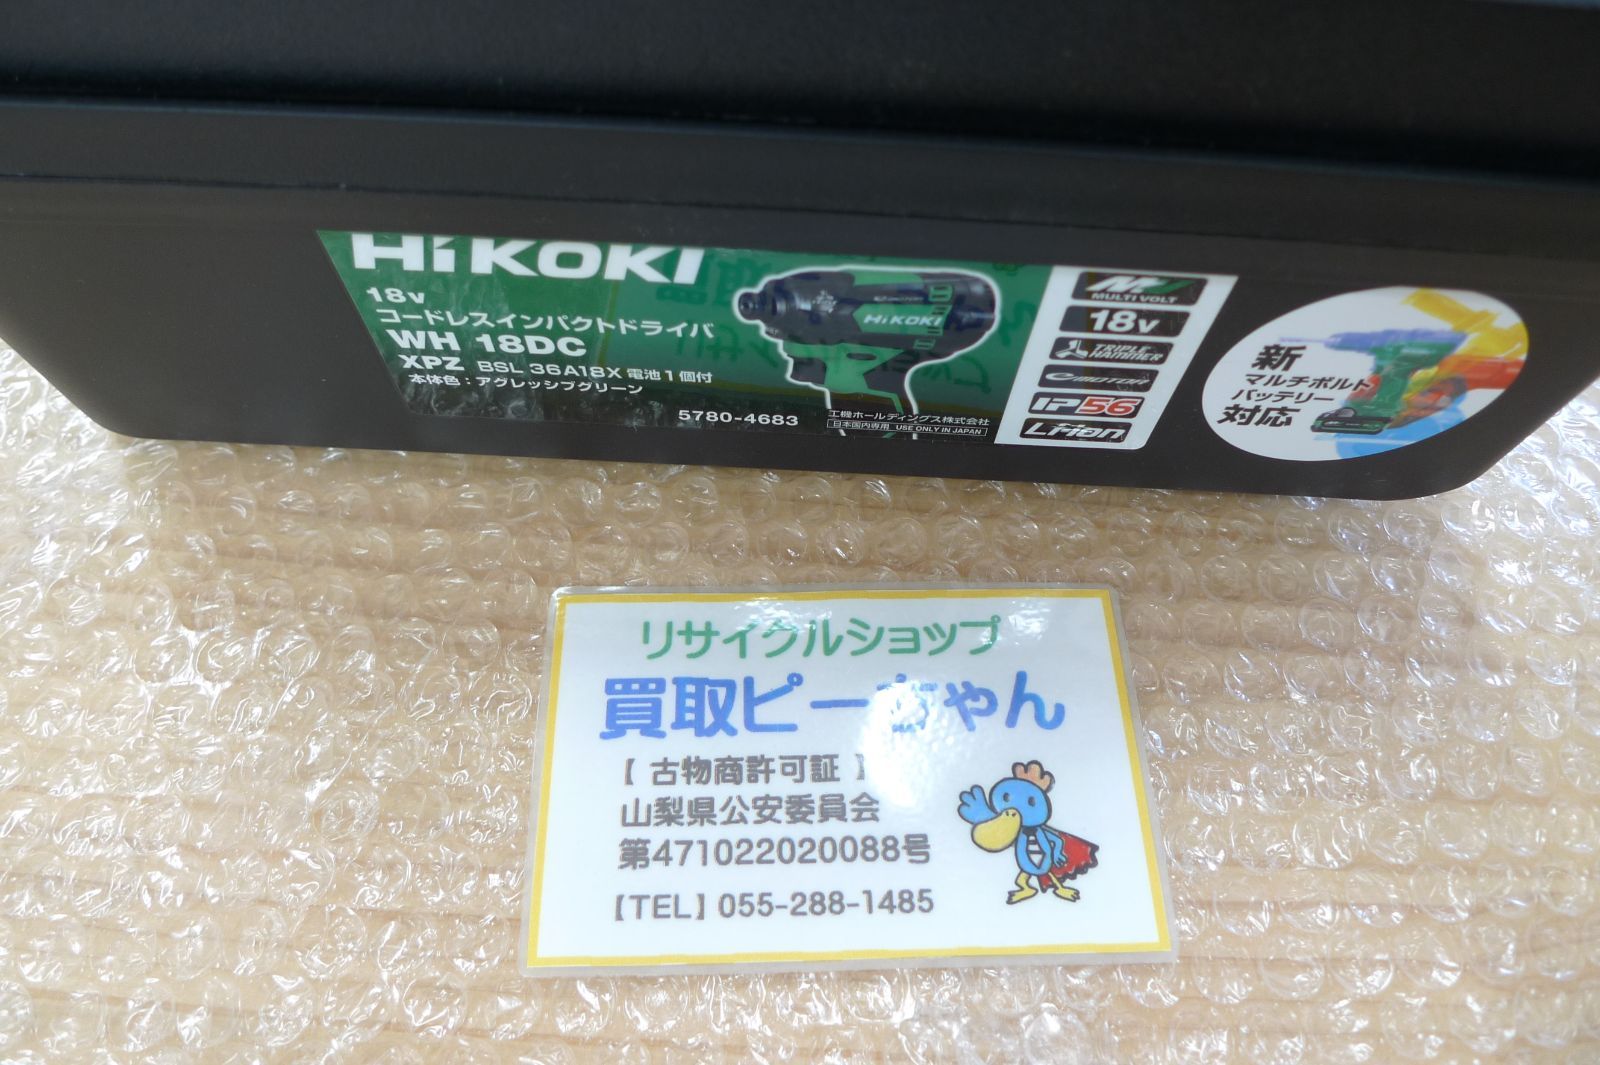 HiKOKI
18V
コードレスインパクトドライバ
WH 18DC
XPZ BSL 36A18X 電池1個付
本体色：アグレッシブグリーン
5780-4683
工機ホールディングス株式会社
日本国内専用 USE ONLY IN JAPAN
HiKOKI
MULTI VOLT
18V
TRIPLE HAMMER
IP56
Li-ion
新
マルチボルト
バッテリー
対応
リサイクルショップ
買取ピーちゃん
【 古物商許可証 】
山梨県公安委員会
第471022020088号
【TEL】055-288-1485